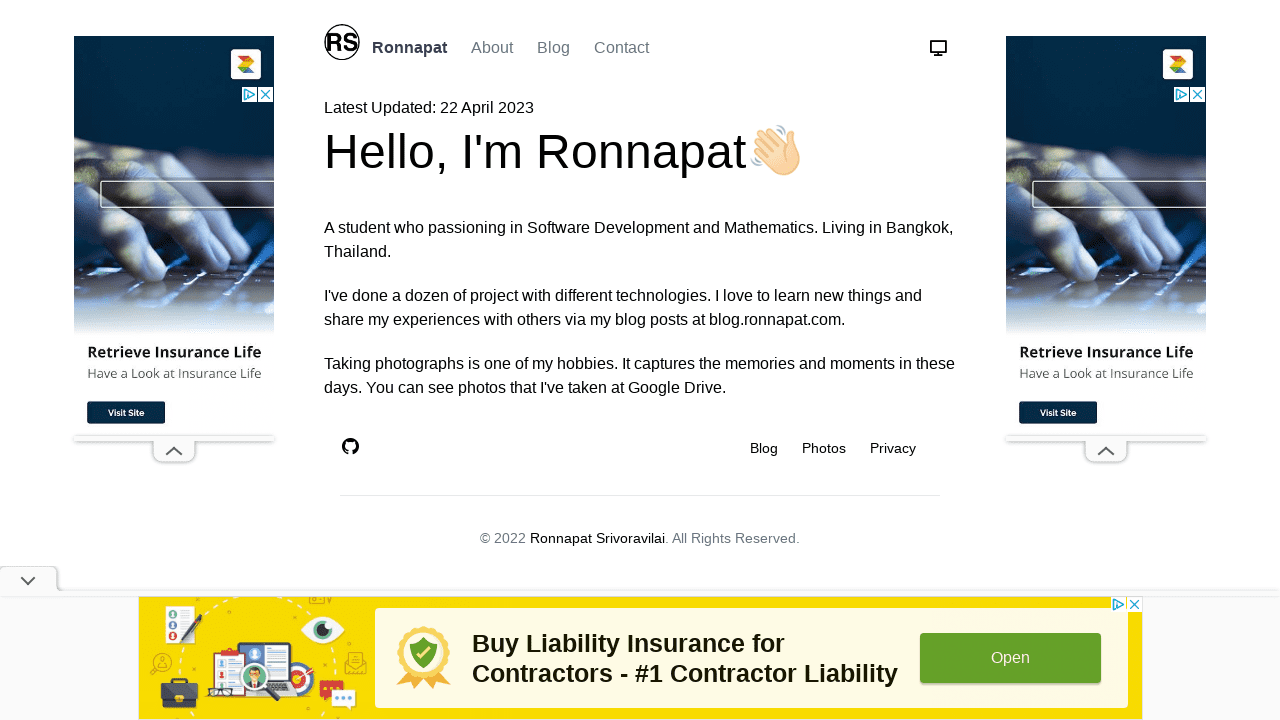 RS Ronnapat About Blog Contact
Latest Updated: 22 April 2023
Hello, I'm Ronnapat👋🏻
A student who passioning in Software Development and Mathematics. Living in Bangkok,
Thailand.
I've done a dozen of project with different technologies. I love to learn new things and
share my experiences with others via my blog posts at blog.ronnapat.com.
Taking photographs is one of my hobbies. It captures the memories and moments in these
days. You can see photos that I've taken at Google Drive.
Blog Photos Privacy
© 2022 Ronnapat Srivoravilai. All Rights Reserved.
Retrieve Insurance Life
Have a Look at Insurance Life
Visit Site
Retrieve Insurance Life
Have a Look at Insurance Life
Visit Site
Buy Liability Insurance for
Contractors - #1 Contractor Liability
Open